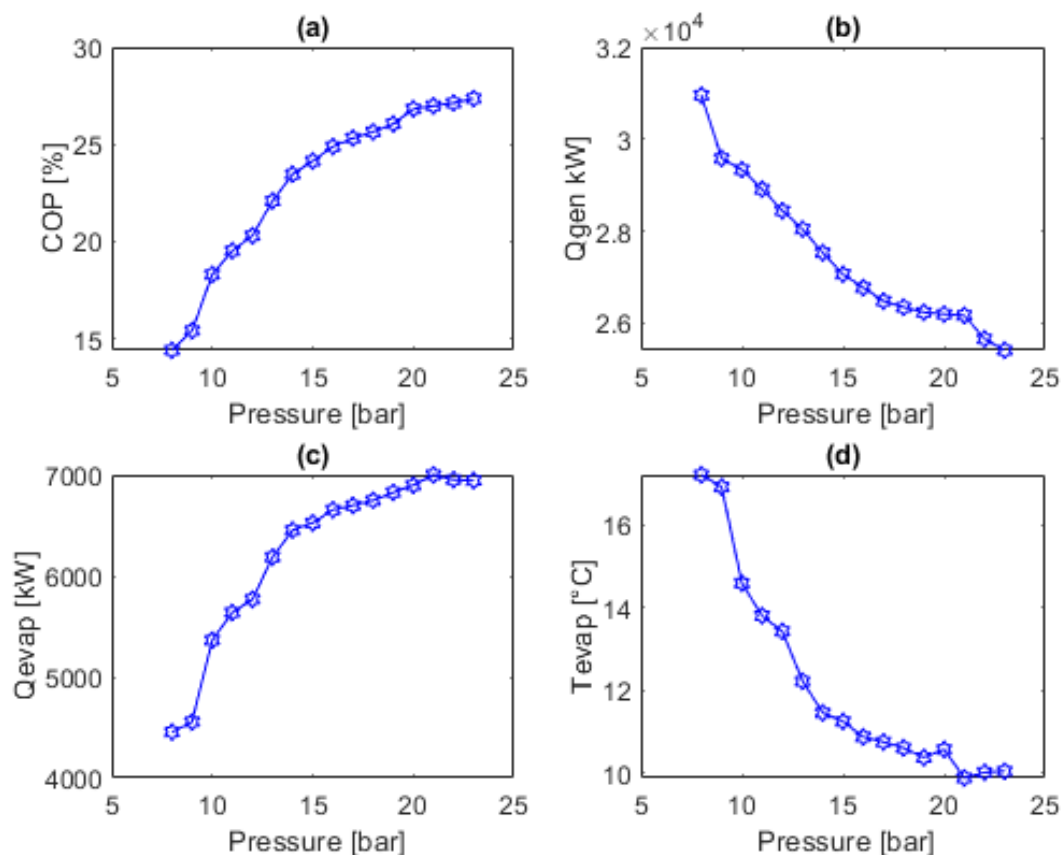 (a)
30
25
20
15
COP [%]
5 10 15 20 25
Pressure [bar]
(b)
×10⁴
3.2
3
2.8
2.6
Qgen kW
5 10 15 20 25
Pressure [bar]
(c)
7000
6000
5000
4000
Qevap [kW]
5 10 15 20 25
Pressure [bar]
(d)
16
14
12
10
Tevap [°C]
5 10 15 20 25
Pressure [bar]